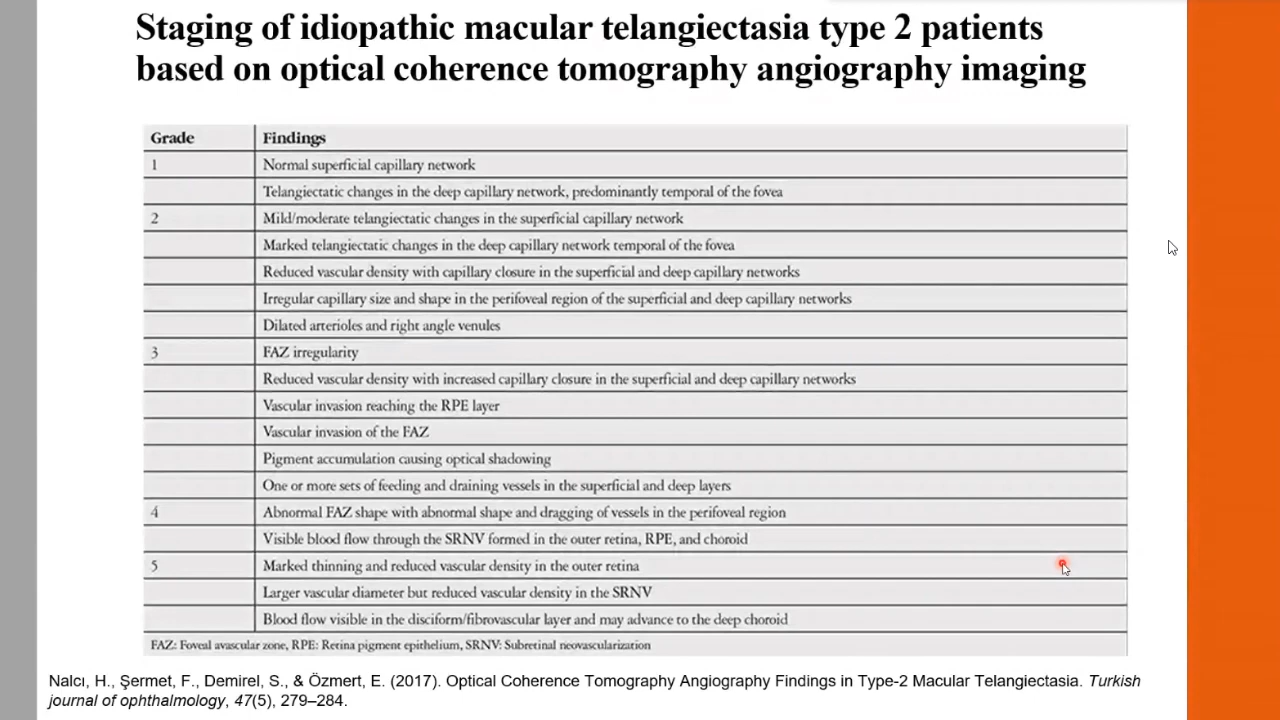 Staging of idiopathic macular telangiectasia type 2 patients
based on optical coherence tomography angiography imaging
Grade Findings
1 Normal superficial capillary network
Telangiectatic changes in the deep capillary network, predominantly temporal of the fovea
2 Mild/moderate telangiectatic changes in the superficial capillary network
Marked telangiectatic changes in the deep capillary network temporal of the fovea
Reduced vascular density with capillary closure in the superficial and deep capillary networks
Irregular capillary size and shape in the perifoveal region of the superficial and deep capillary networks
Dilated arterioles and right angle venules
3 FAZ irregularity
Reduced vascular density with increased capillary closure in the superficial and deep capillary networks
Vascular invasion reaching the RPE layer
Vascular invasion of the FAZ
Pigment accumulation causing optical shadowing
One or more sets of feeding and draining vessels in the superficial and deep layers
4 Abnormal FAZ shape with abnormal shape and dragging of vessels in the perifoveal region
Visible blood flow through the SRNV formed in the outer retina, RPE, and choroid
5 Marked thinning and reduced vascular density in the outer retina
Larger vascular diameter but reduced vascular density in the SRNV
Blood flow visible in the disciform/fibrovascular layer and may advance to the deep choroid
FAZ: Foveal avascular zone, RPE: Retina pigment epithelium, SRNV: Subretinal neovascularization
Nalcı, H., Şermet, F., Demirel, S., & Özmert, E. (2017). Optical Coherence Tomography Angiography Findings in Type-2 Macular Telangiectasia. Turkish
journal of ophthalmology, 47(5), 279–284.